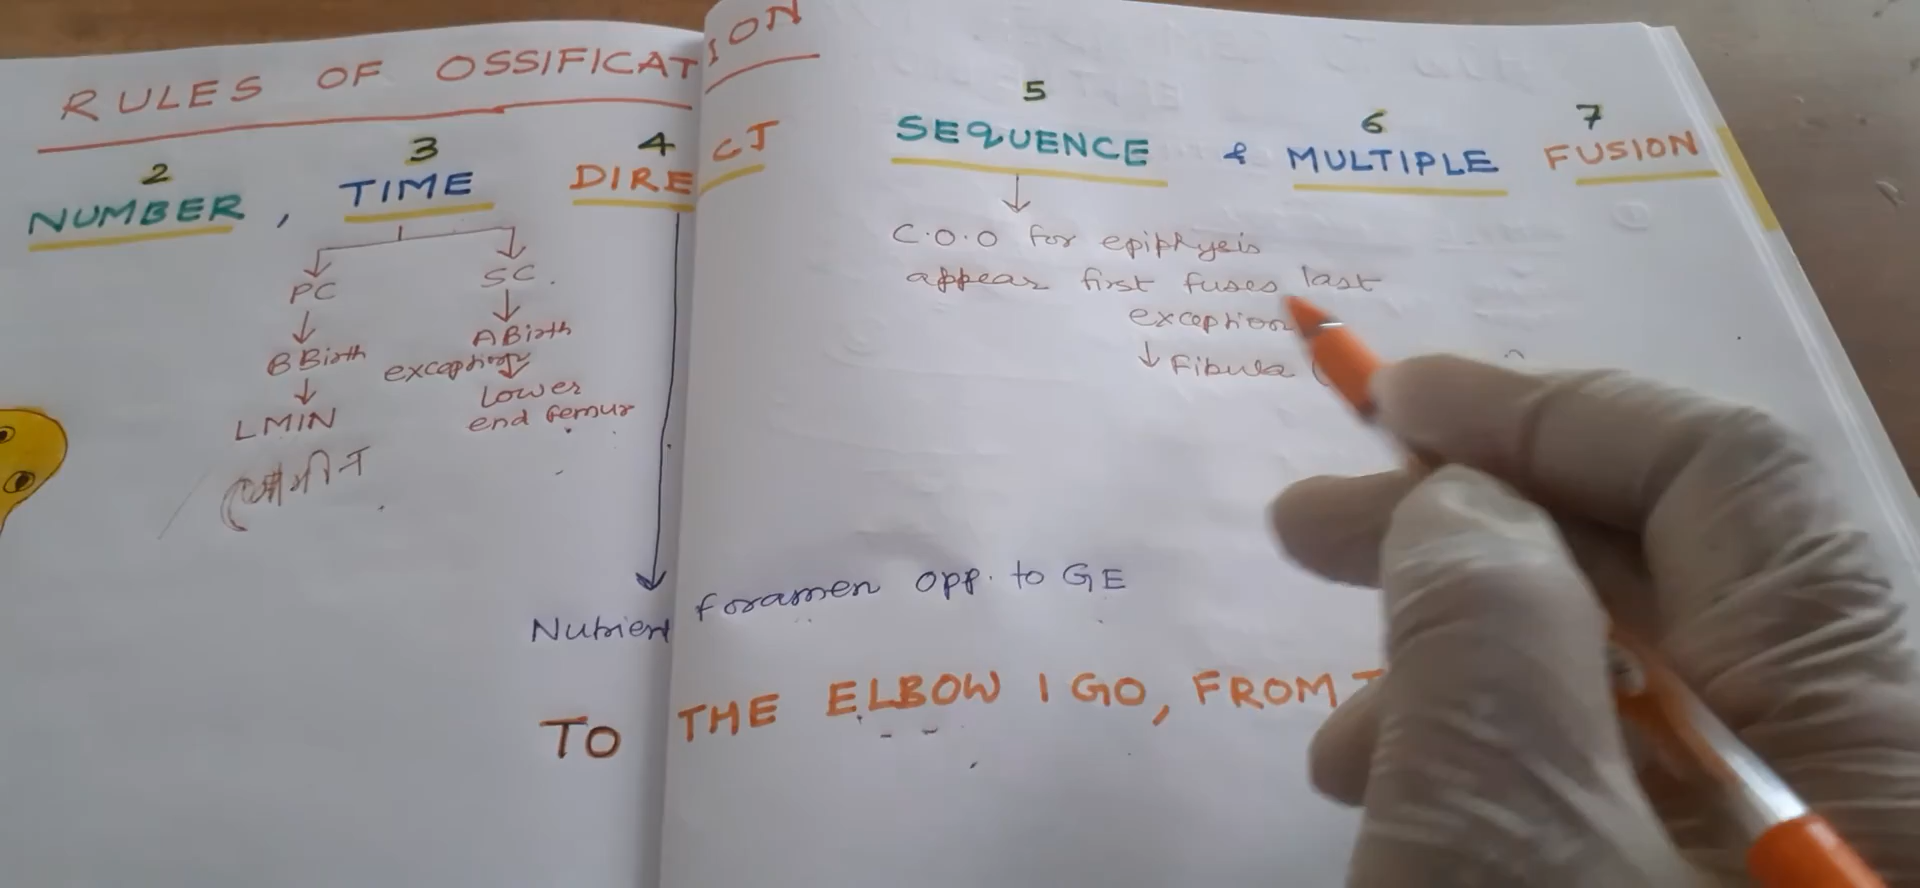 RULES OF OSSIFICATION
2 NUMBER,
3 TIME
PC
B Birth
LMIN
SC.
A Birth
exception
Lower
end femur
4 DIRECT
Nutrient foramen opp. to GE
5 SEQUENCE
C.O.O for epiphysis
appear first fuses last
exception
Fibula
& 6 MULTIPLE
7 FUSION
TO THE ELBOW I GO, FROM